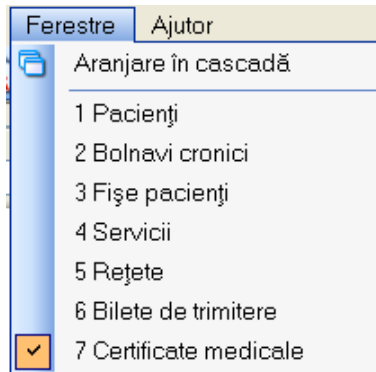 Ferestre Ajutor
Aranjare în cascadă
1 Pacienţi
2 Bolnavi cronici
3 Fişe pacienţi
4 Servicii
5 Reţete
6 Bilete de trimitere
7 Certificate medicale